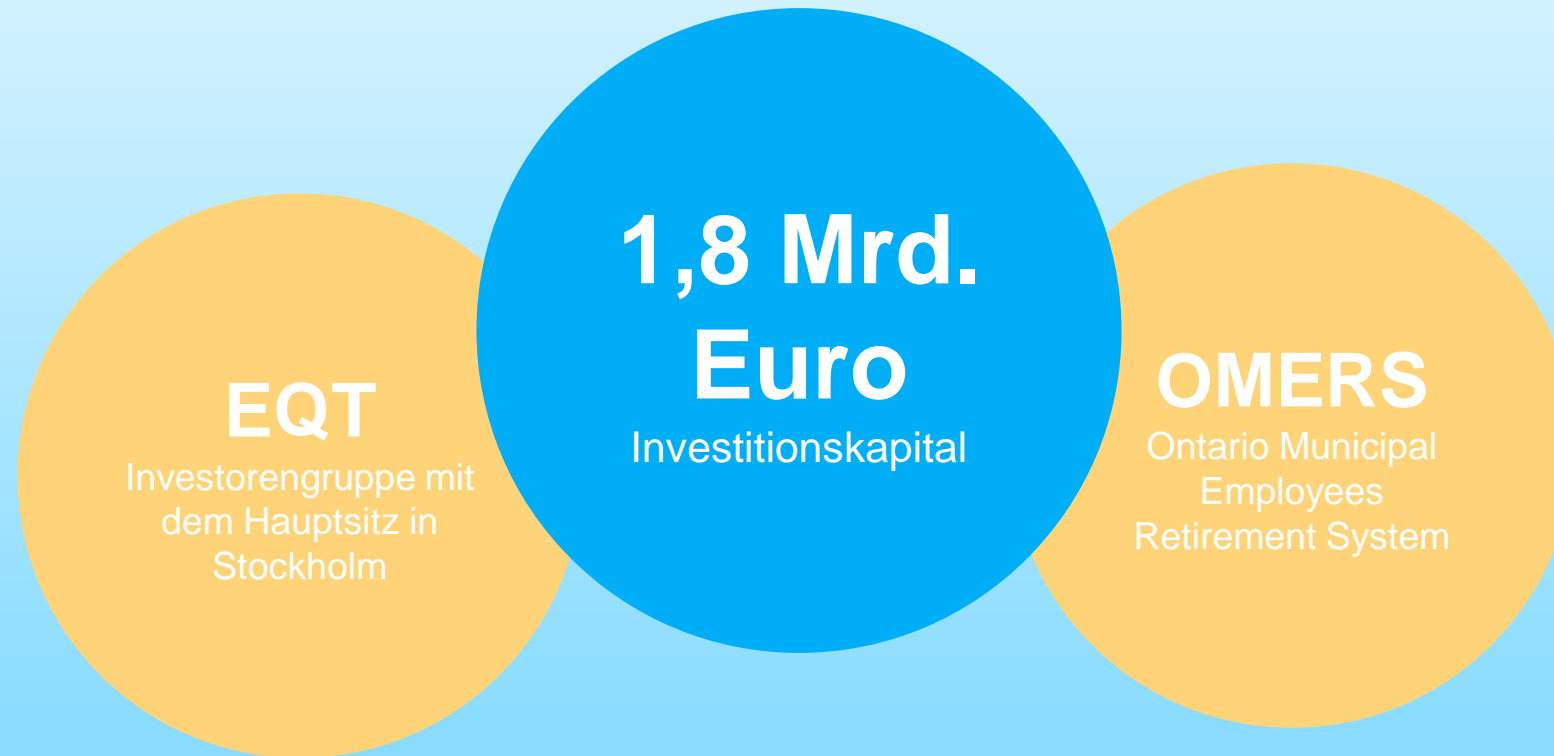 EQT
Investorengruppe mit
dem Hauptsitz in
Stockholm
1,8 Mrd.
Euro
Investitionskapital
OMERS
Ontario Municipal
Employees
Retirement System